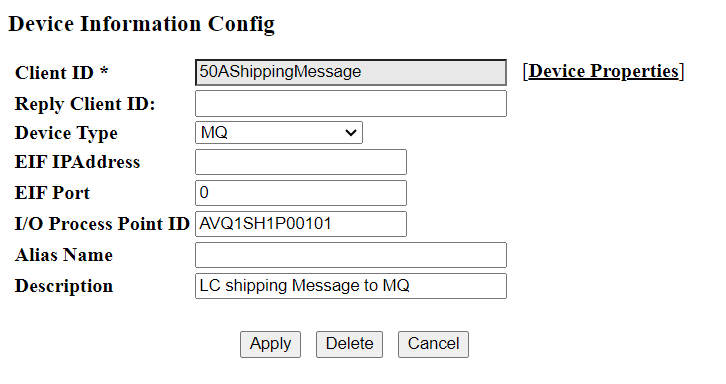 Device Information Config
Client ID * 50AShippingMessage [Device Properties]
Reply Client ID:
Device Type MQ
EIF IPAddress
EIF Port 0
I/O Process Point ID AVQ1SH1P00101
Alias Name
Description LC shipping Message to MQ
Apply Delete Cancel